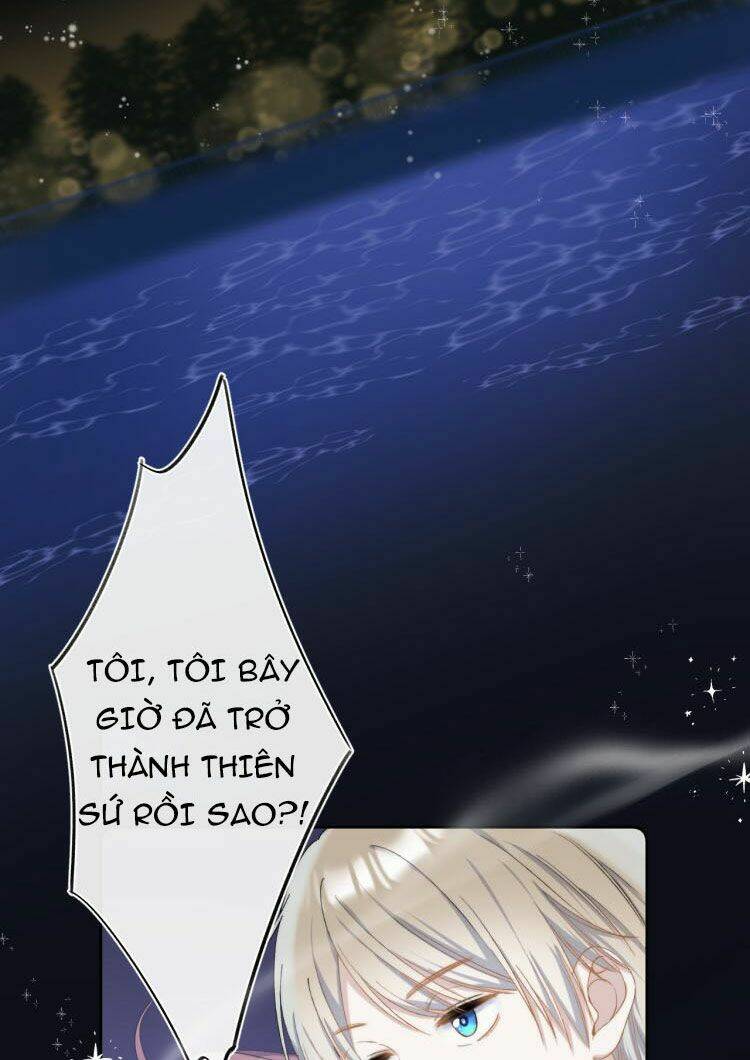 TÔI, TÔI BÂY
GIỜ ĐÃ TRỞ
THÀNH THIÊN
SỨ RỒI SAO?!